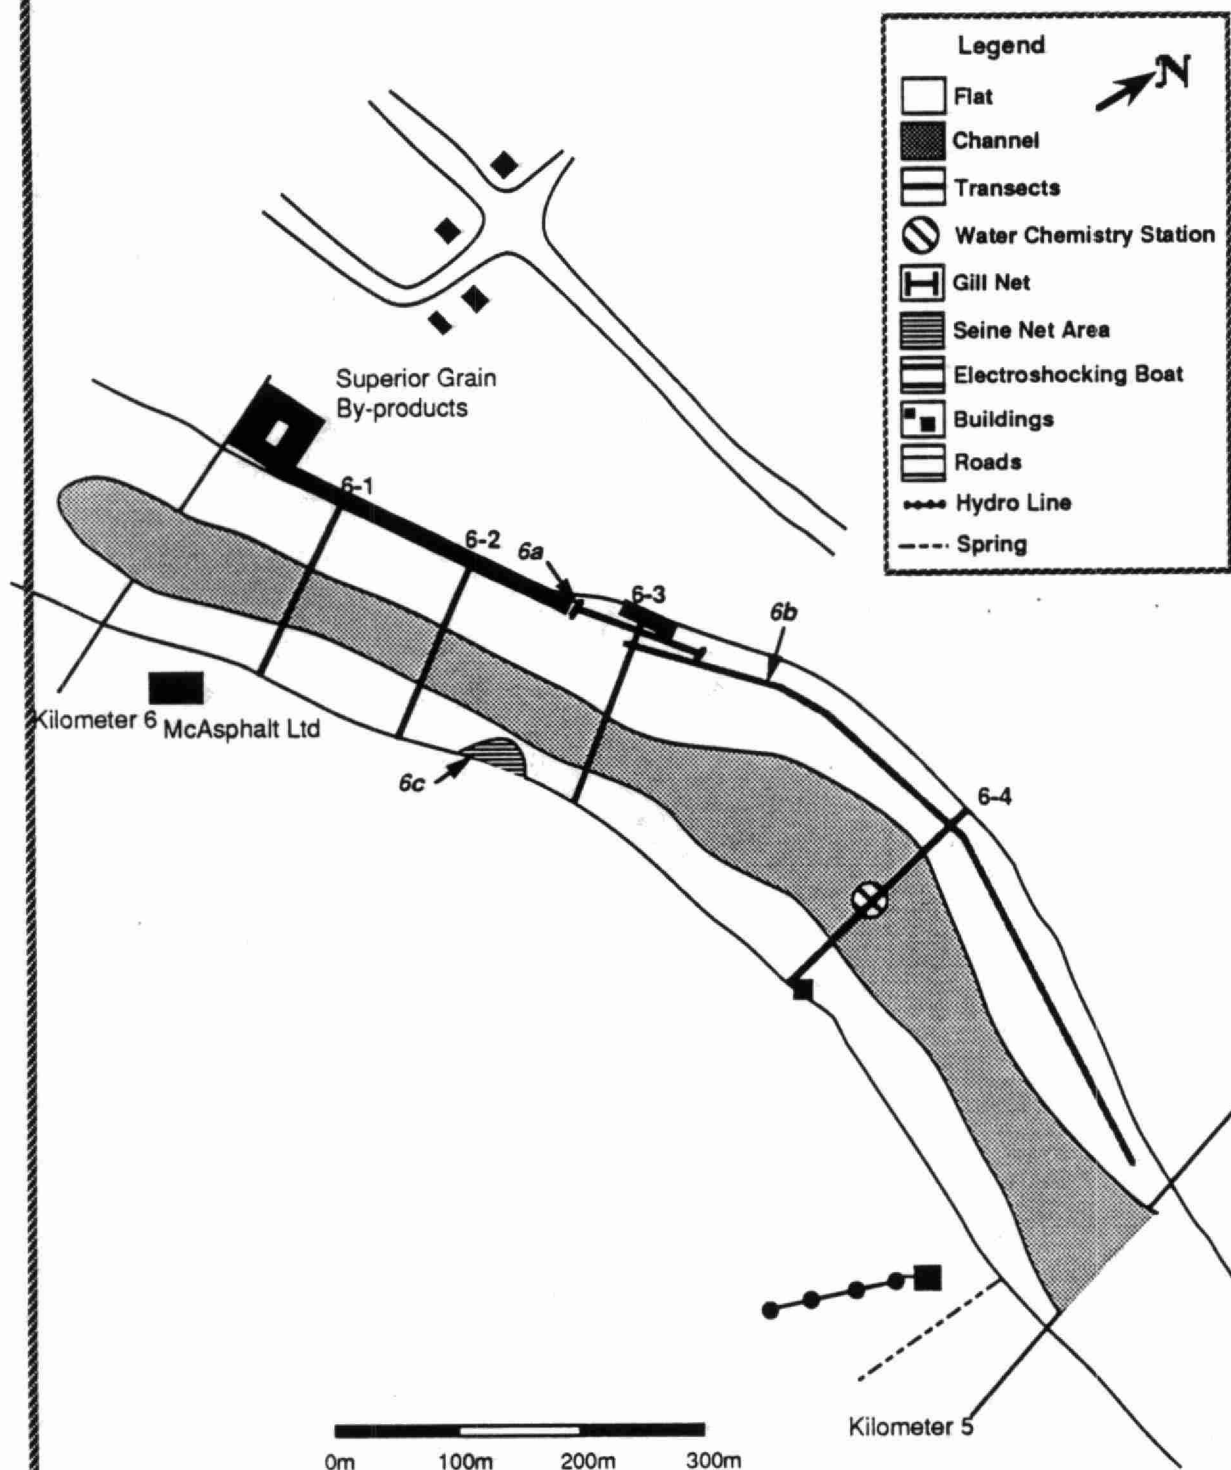 Legend
N
Flat
Channel
Transects
Water Chemistry Station
Gill Net
Seine Net Area
Electroshocking Boat
Buildings
Roads
Hydro Line
Spring
Superior Grain
By-products
6-1
6-2
6a
6-3
6b
6-4
Kilometer 6
McAsphalt Ltd
6c
Kilometer 5
0m 100m 200m 300m